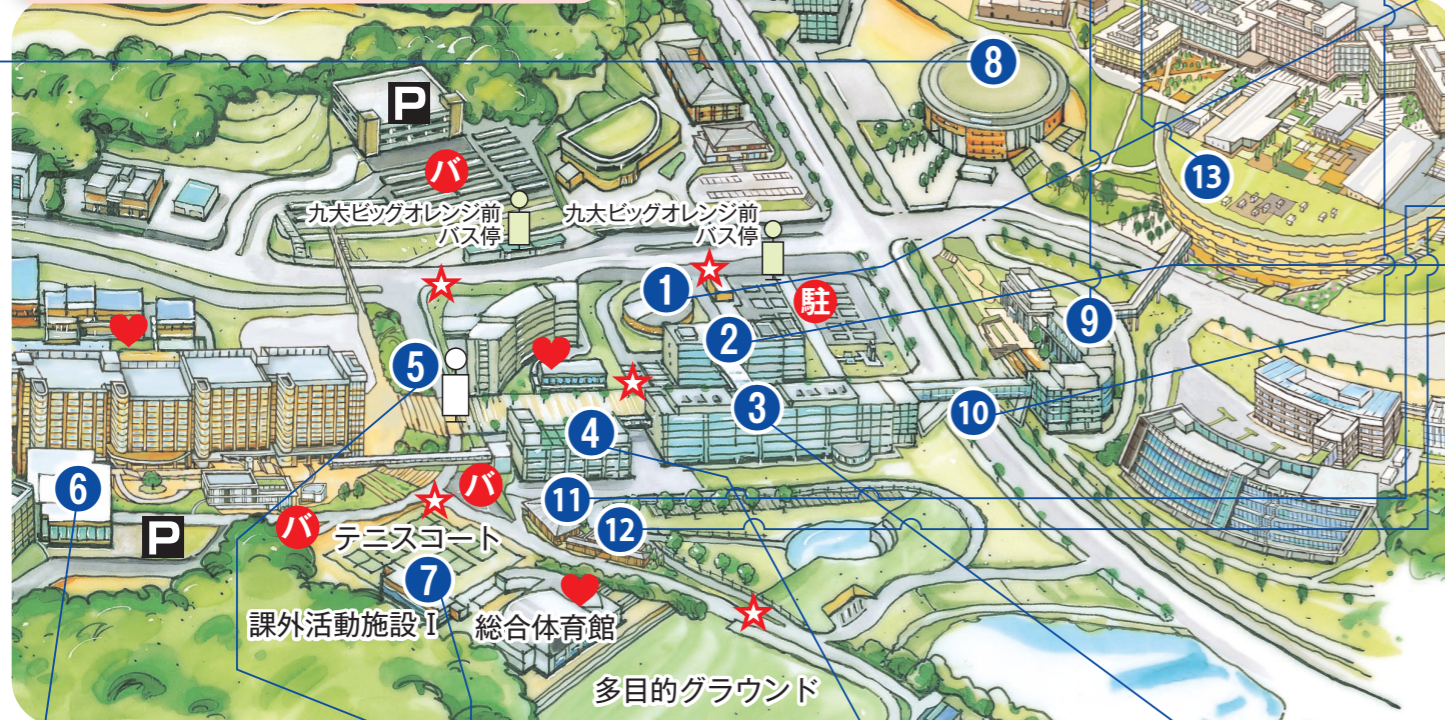 8
P
13
バ
九大ビッグオレンジ前
バス停
九大ビッグオレンジ前
バス停
1
駐
2
9
5
3
10
4
6
バ
11
P
バ
テニスコート
12
7
課外活動施設 I
総合体育館
多目的グラウンド